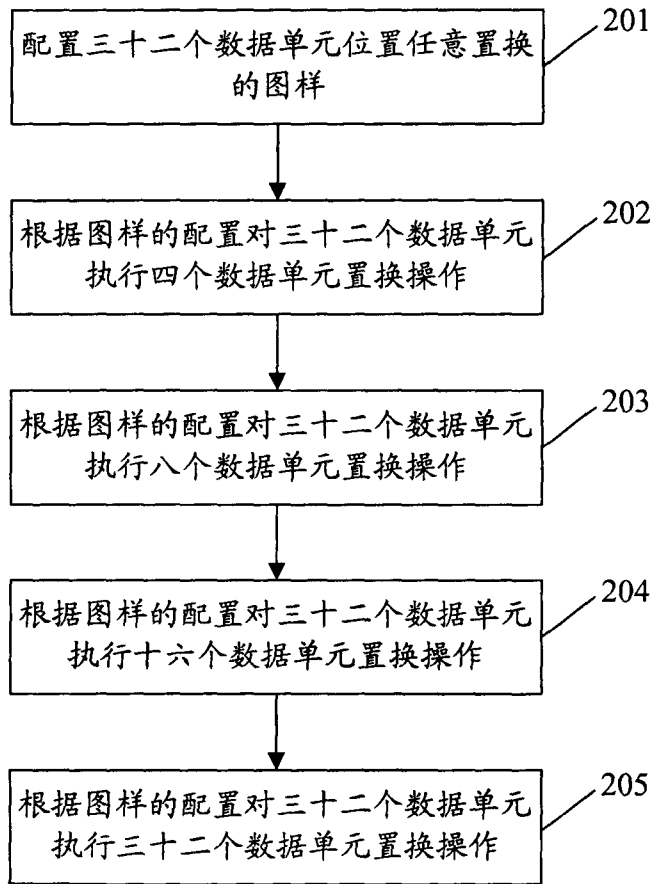 配置三十二个数据单元位置任意置换
的图样
201
根据图样的配置对三十二个数据单元
执行四个数据单元置换操作
202
根据图样的配置对三十二个数据单元
执行八个数据单元置换操作
203
根据图样的配置对三十二个数据单元
执行十六个数据单元置换操作
204
根据图样的配置对三十二个数据单元
执行三十二个数据单元置换操作
205